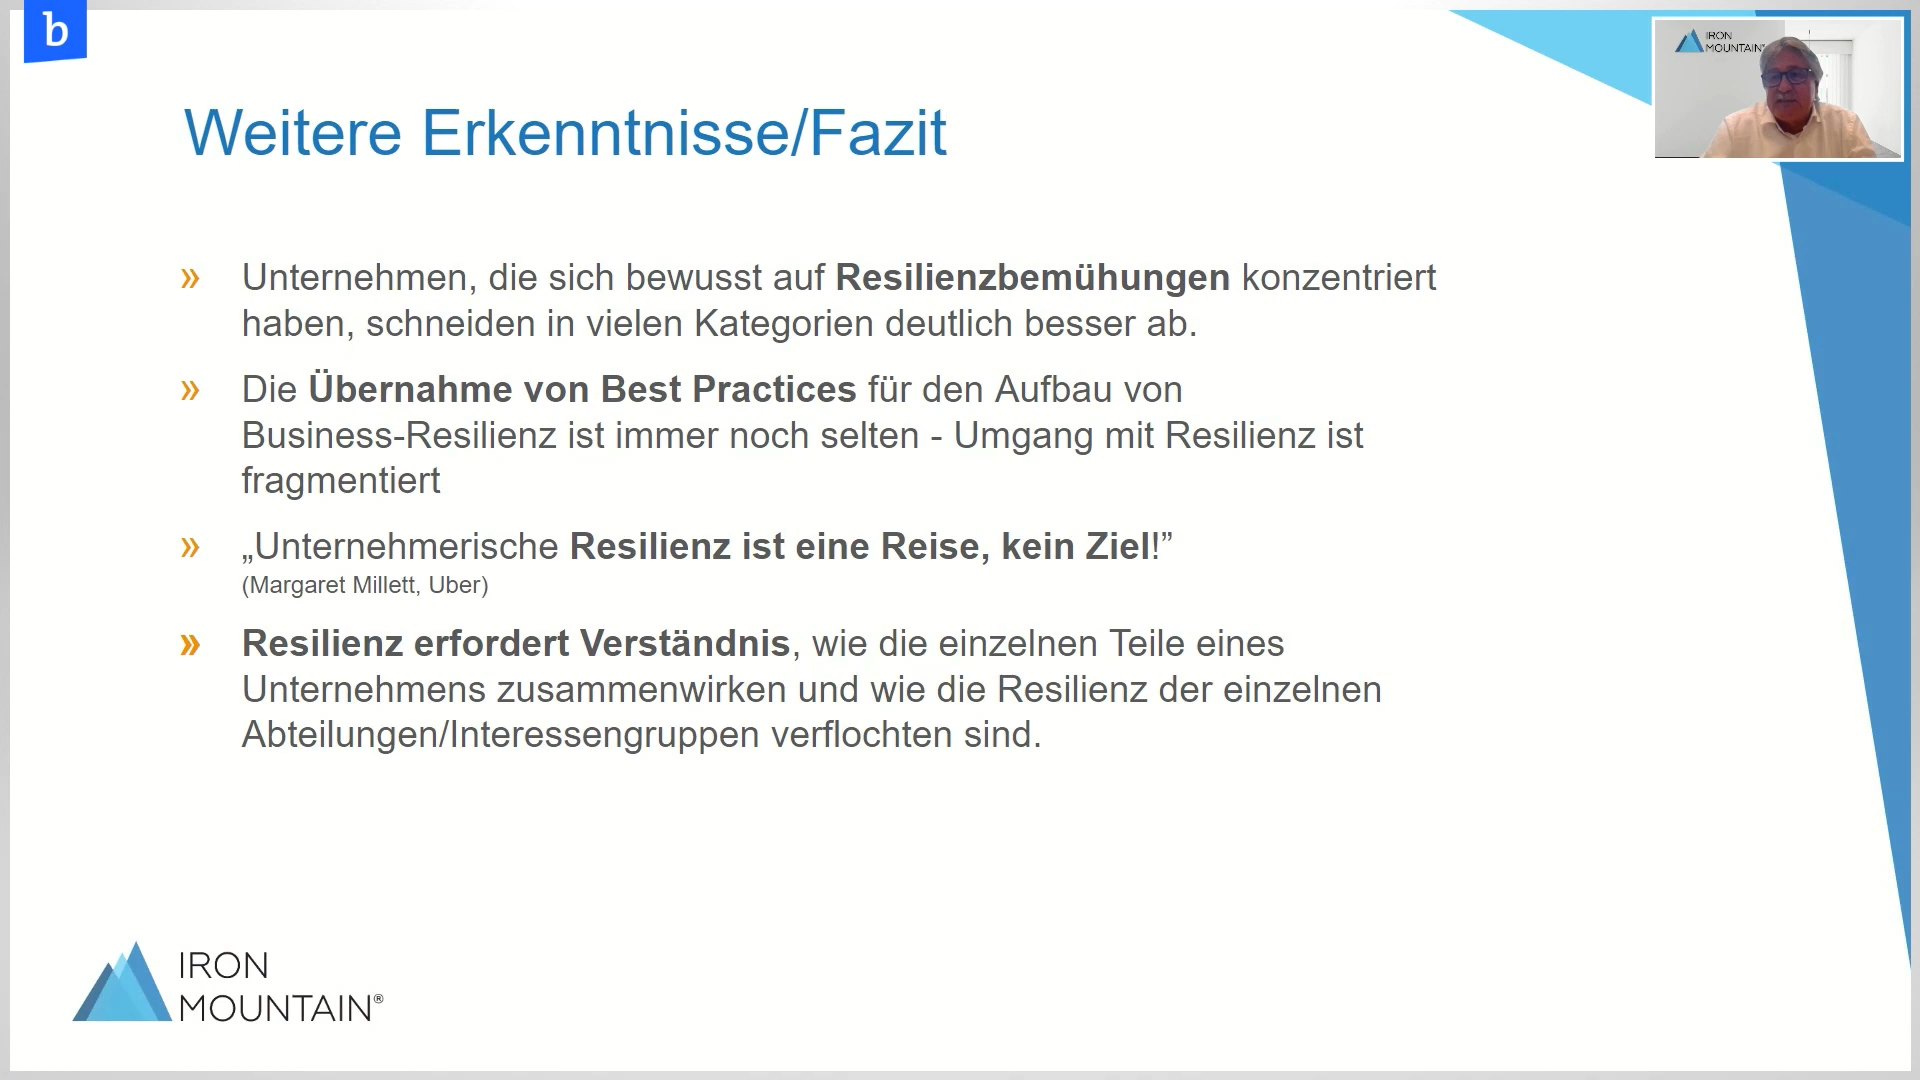 b
IRON
MOUNTAIN
Weitere Erkenntnisse/Fazit
» Unternehmen, die sich bewusst auf Resilienzbemühungen konzentriert
haben, schneiden in vielen Kategorien deutlich besser ab.
» Die Übernahme von Best Practices für den Aufbau von
Business-Resilienz ist immer noch selten - Umgang mit Resilienz ist
fragmentiert
» „Unternehmerische Resilienz ist eine Reise, kein Ziel!”
(Margaret Millett, Uber)
» Resilienz erfordert Verständnis, wie die einzelnen Teile eines
Unternehmens zusammenwirken und wie die Resilienz der einzelnen
Abteilungen/Interessengruppen verflochten sind.
IRON
MOUNTAIN®